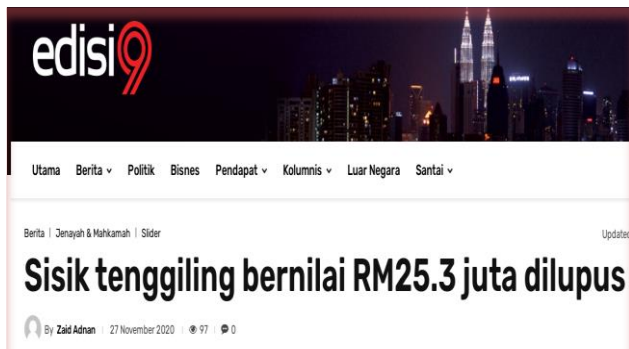 edisi9
Utama Berita Politik Bisnes Pendapat Kolumnis Luar Negara Santai
Berita | Jenayah & Mahkamah | Slider Updated
Sisik tenggiling bernilai RM25.3 juta dilupus
By Zaid Adnan | 27 November 2020 | 97 | 0